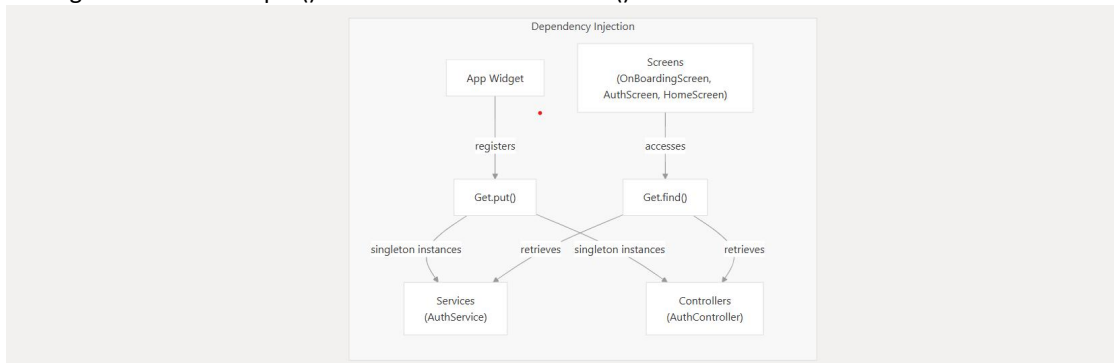 Dependency Injection
App Widget
Screens
(OnBoardingScreen,
AuthScreen, HomeScreen)
registers
accesses
Get.put()
Get.find()
singleton instances
retrieves
singleton instances
retrieves
Services
(AuthService)
Controllers
(AuthController)